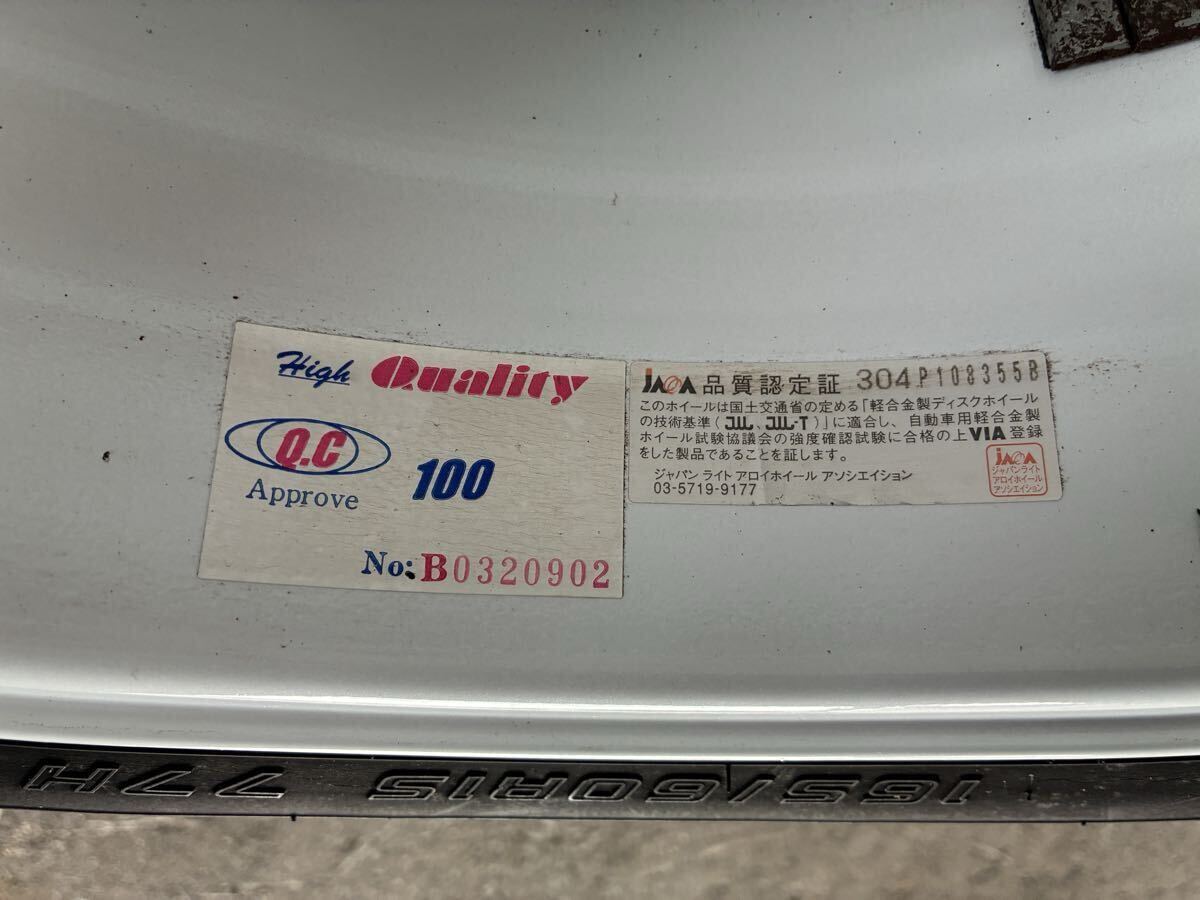 High Quality
Q.C
Approve
100
No: B0320902
JAWA 品質認定証 304P108355B
このホイールは国土交通省の定める「軽合金製ディスクホイール
の技術基準(JWL、JWL-T)」に適合し、自動車用軽合金製
ホイール試験協議会の強度確認試験に合格の上VIA登録
をした製品であることを証します。
ジャパン ライト アロイホイール アソシエイション
03-5719-9177
JAWA
ジャパンライト
アロイホイール
アソシエイション
165/60R15 77H